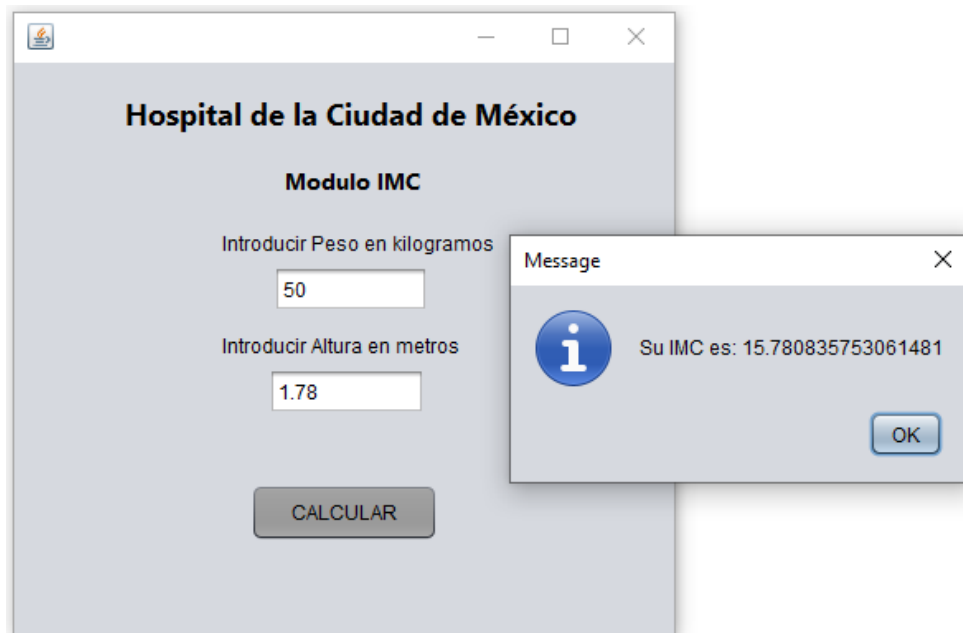 Hospital de la Ciudad de México
Modulo IMC
Introducir Peso en kilogramos
50
Introducir Altura en metros
1.78
CALCULAR
Message
Su IMC es: 15.780835753061481
OK